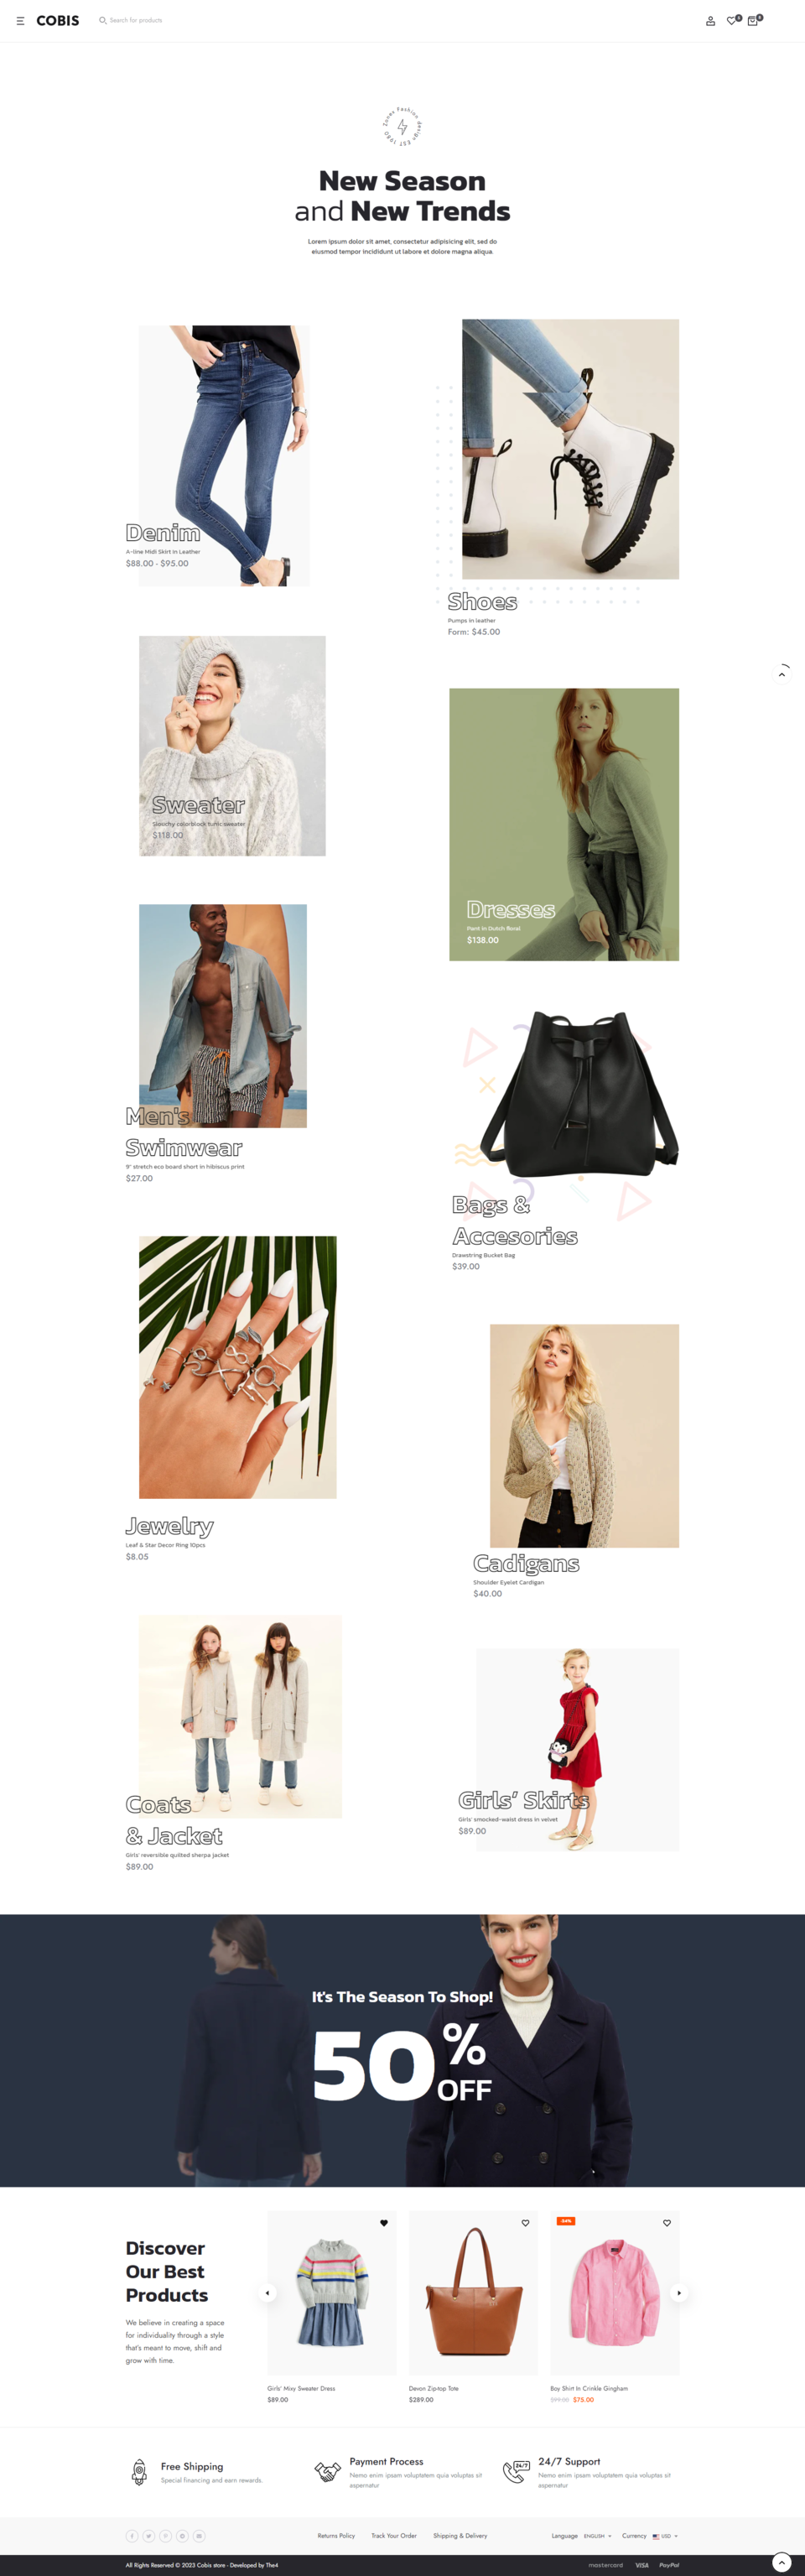 COBIS
Search for products
Zones Fashion design EST 1980
New Season
and New Trends
Lorem ipsum dolor sit amet, consectetur adipisicing elit, sed do
eiusmod tempor incididunt ut labore et dolore magna aliqua.
Denim
A-line Midi Skirt in Leather
$88.00 - $95.00
Shoes
Pumps in leather
Form: $45.00
Sweater
Slouchy colorblock tunic sweater
$118.00
Dresses
Pant in Dutch floral
$138.00
Men's
Swimwear
9" stretch eco board short in hibiscus print
$27.00
Bags &
Accesories
Drawstring Bucket Bag
$39.00
Jewelry
Leaf & Star Decor Ring 10pcs
$8.05
Cadigans
Shoulder Eyelet Cardigan
$40.00
Coats
& Jacket
Girls' reversible quilted sherpa jacket
$89.00
Girls’ Skirts
Girls' smocked-waist dress in velvet
$89.00
It's The Season To Shop!
50% OFF
Discover
Our Best
Products
We believe in creating a space
for individuality through a style
that's meant to move, shift and
grow with time.
Girls' Mixy Sweater Dress
$89.00
Devon Zip-top Tote
$289.00
Boy Shirt In Crinkle Gingham
$75.00
Free Shipping
Special financing and earn rewards.
Payment Process
Nemo enim ipsam voluptatem quia voluptas sit
aspernatur
24/7
24/7 Support
Nemo enim ipsam voluptatem quia voluptas sit
aspernatur
Returns Policy
Track Your Order
Shipping & Delivery
Language ENGLISH
Currency USD
All Rights Reserved © 2023 Cobis store - Developed by The4
mastercard VISA PayPal